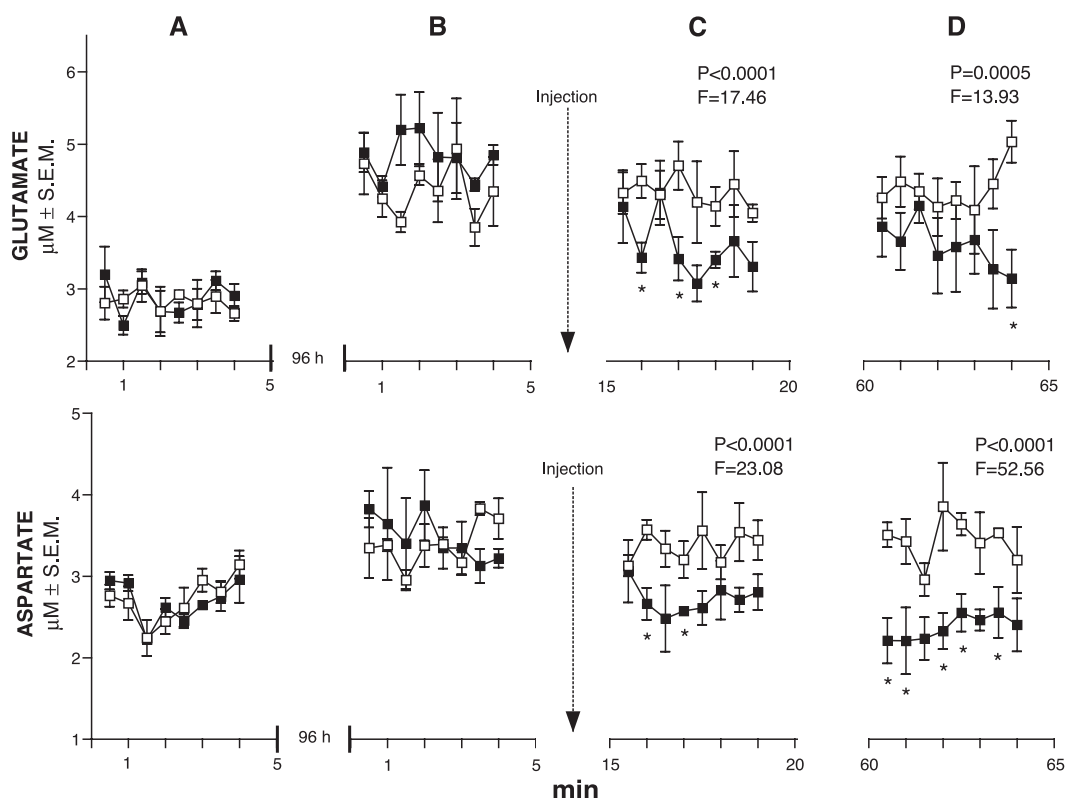 A B C D
GLUTAMATE
µM ± S.E.M.
6
5
4
3
2
Injection
P<0.0001
F=17.46
P=0.0005
F=13.93
*
*
*
*
1 5
96 h
1 5
15 20
60 65
ASPARTATE
µM ± S.E.M.
5
4
3
2
1
Injection
P<0.0001
F=23.08
P<0.0001
F=52.56
*
*
*
*
*
*
*
1 5
96 h
1 5
15 20
60 65
min